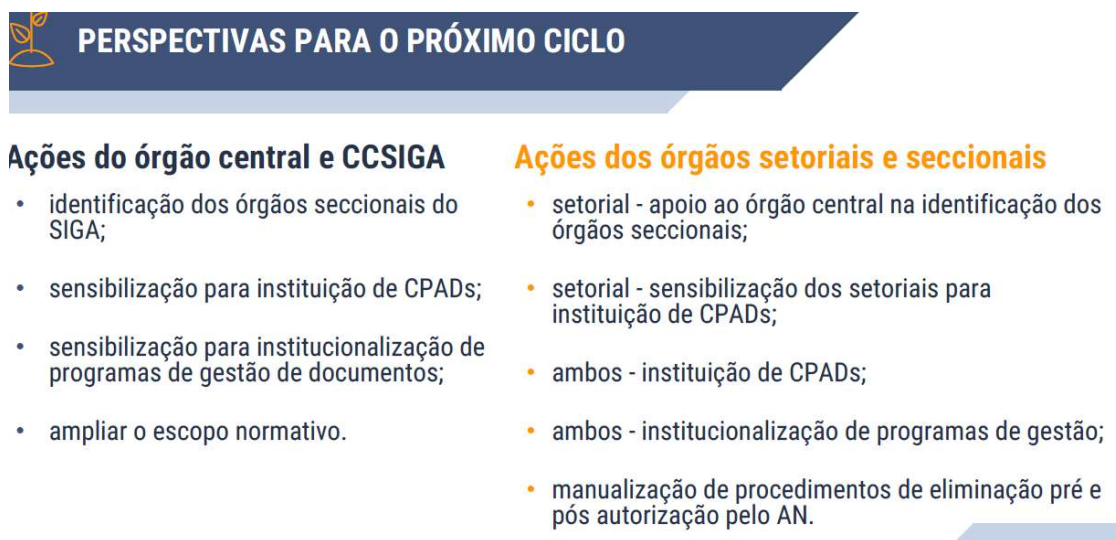 PERSPECTIVAS PARA O PRÓXIMO CICLO
Ações do órgão central e CCSIGA
• identificação dos órgãos seccionais do
SIGA;
• sensibilização para instituição de CPADs;
• sensibilização para institucionalização de
programas de gestão de documentos;
• ampliar o escopo normativo.
Ações dos órgãos setoriais e seccionais
• setorial - apoio ao órgão central na identificação dos
órgãos seccionais;
• setorial - sensibilização dos setoriais para
instituição de CPADs;
• ambos - instituição de CPADs;
• ambos - institucionalização de programas de gestão;
• manualização de procedimentos de eliminação pré e
pós autorização pelo AN.